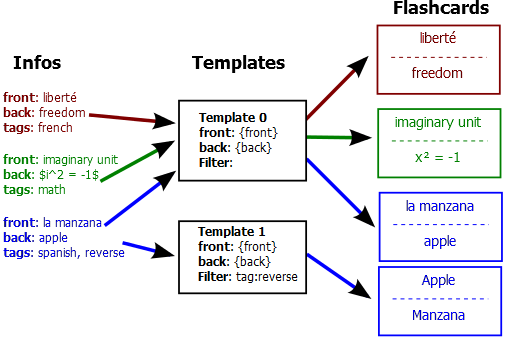 Infos
front: liberté
back: freedom
tags: french
front: imaginary unit
back: $i^2 = -1$
tags: math
front: la manzana
back: apple
tags: spanish, reverse
Templates
Template 0
front: {front}
back: {back}
Filter:
Template 1
front: {front}
back: {back}
Filter: tag:reverse
Flashcards
liberté
freedom
imaginary unit
x² = -1
la manzana
apple
Apple
Manzana